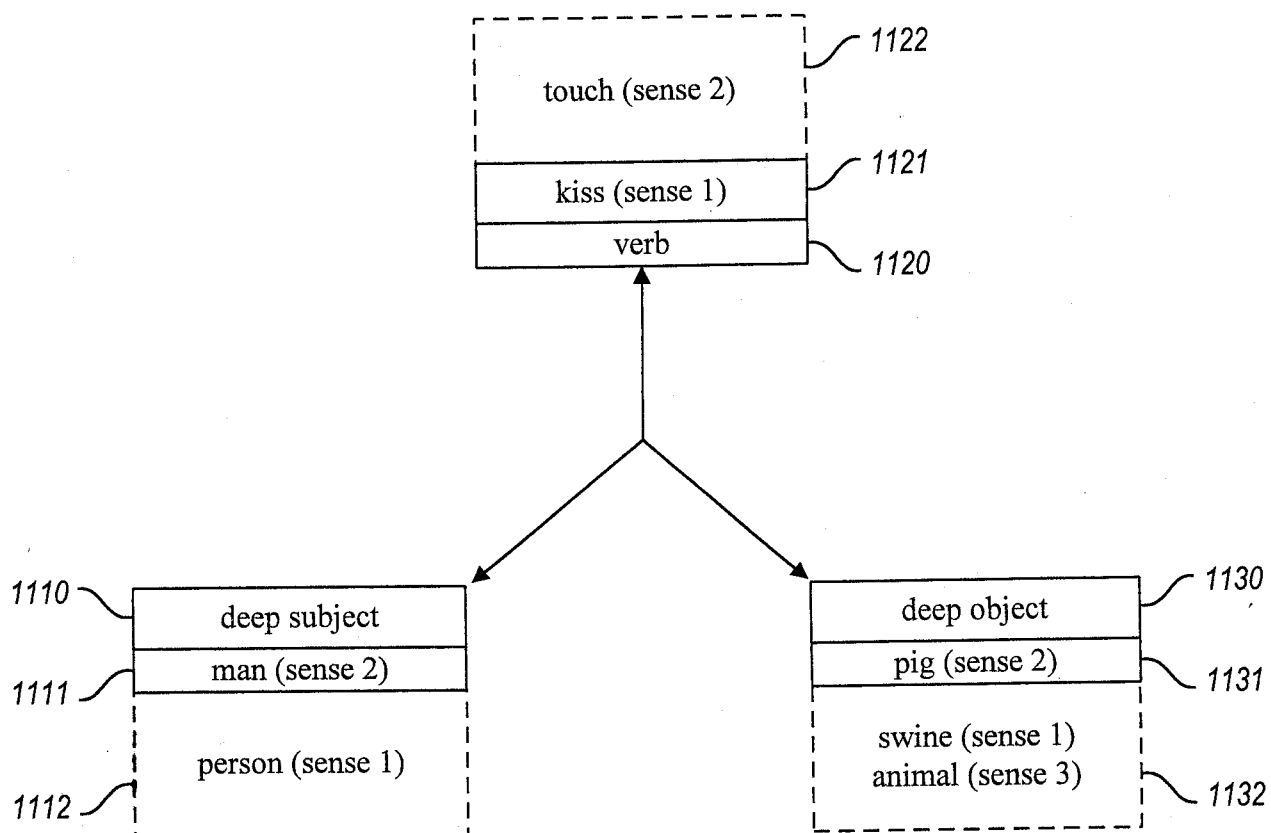 touch (sense 2)
1122
kiss (sense 1)
1121
verb
1120
1110
deep subject
man (sense 2)
1111
person (sense 1)
1112
deep object
1130
pig (sense 2)
1131
swine (sense 1)
animal (sense 3)
1132